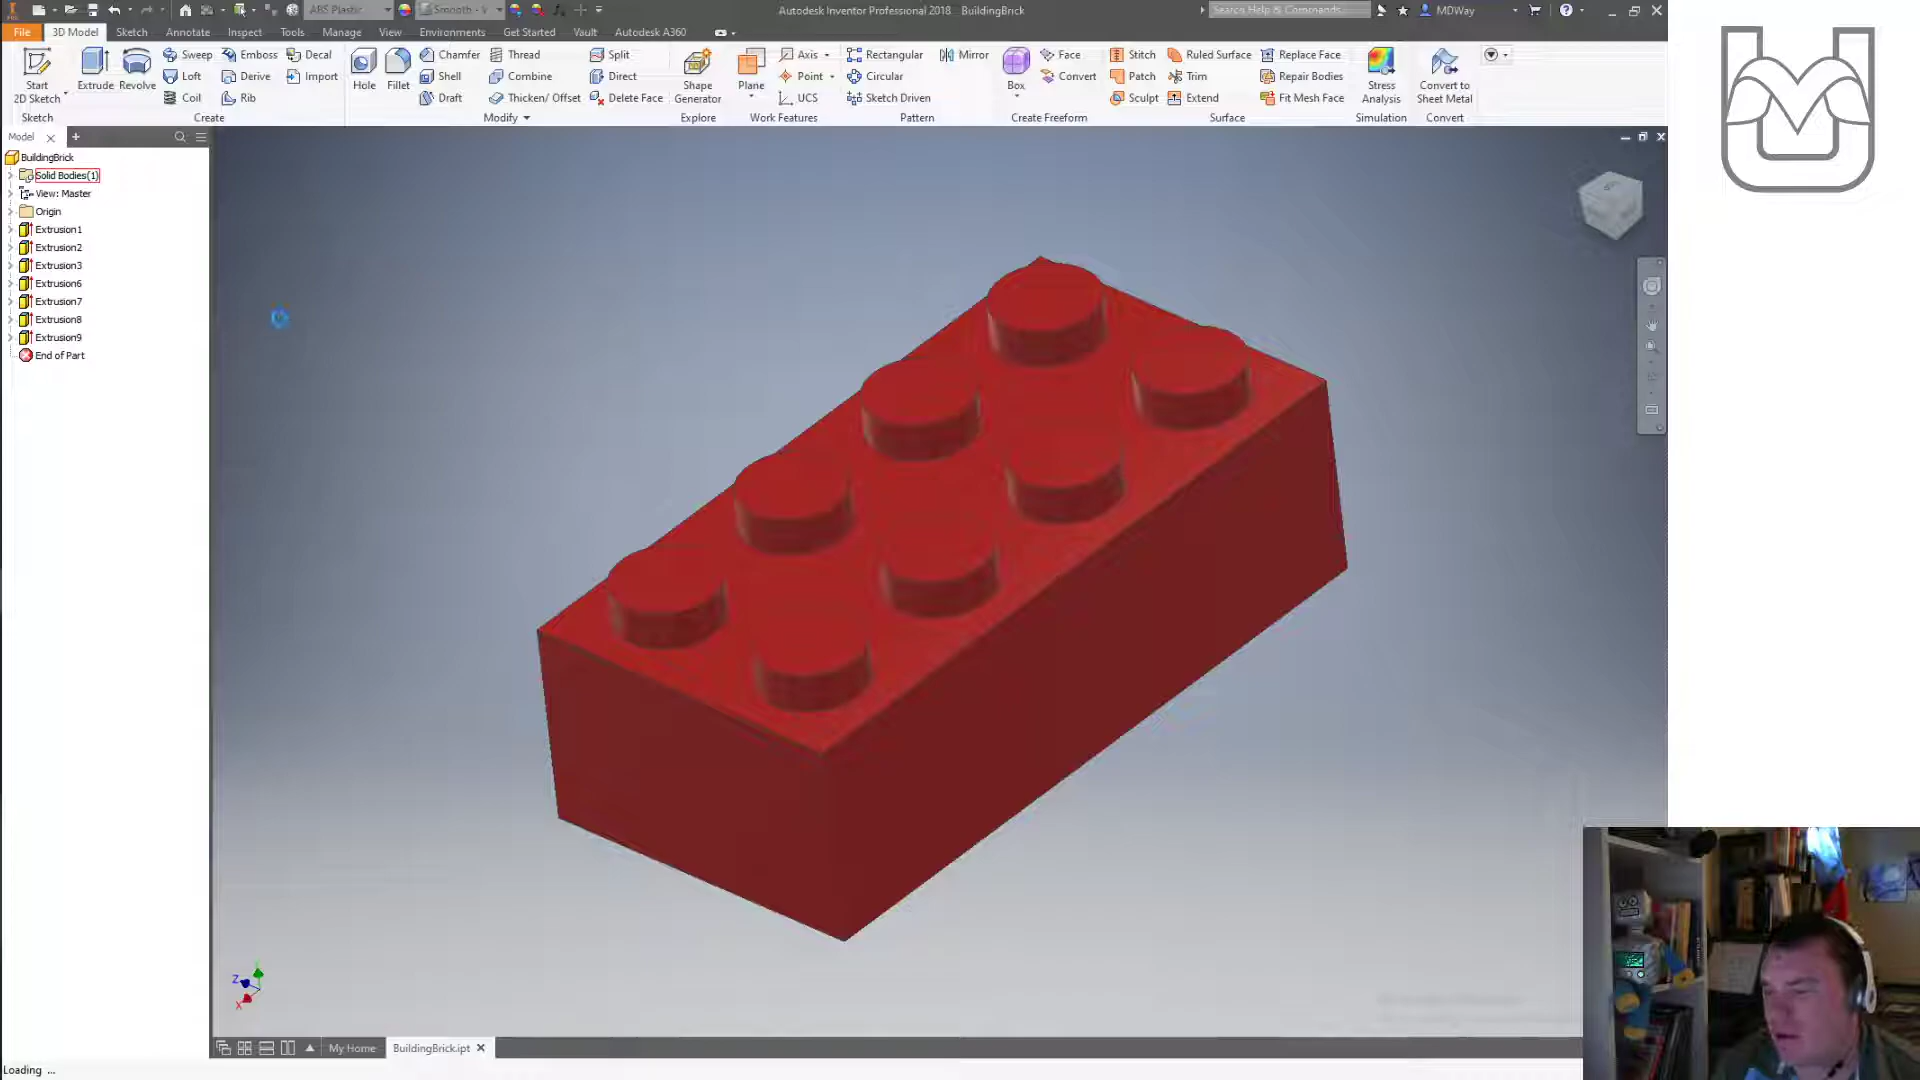 ABS Plastic Smooth - V Autodesk Inventor Professional 2018 BuildingBrick Search Help & Commands... MDWay
File 3D Model Sketch Annotate Inspect Tools Manage View Environments Get Started Vault Autodesk A360
Sweep Emboss Decal Chamfer Thread Split Axis Rectangular Mirror Face Stitch Ruled Surface Replace Face
Start Extrude Revolve Loft Derive Import Hole Fillet Shell Combine Direct Shape Plane Point Circular Box Convert Patch Trim Repair Bodies Stress Convert to
2D Sketch Coil Rib Draft Thicken/ Offset Delete Face Generator UCS Sketch Driven Sculpt Extend Fit Mesh Face Analysis Sheet Metal
Sketch Create Modify Explore Work Features Pattern Create Freeform Surface Simulation Convert
Model
BuildingBrick
Solid Bodies(1)
View: Master
Origin
Extrusion1
Extrusion2
Extrusion3
Extrusion6
Extrusion7
Extrusion8
Extrusion9
End of Part
Z
X
My Home BuildingBrick.ipt
Loading ...